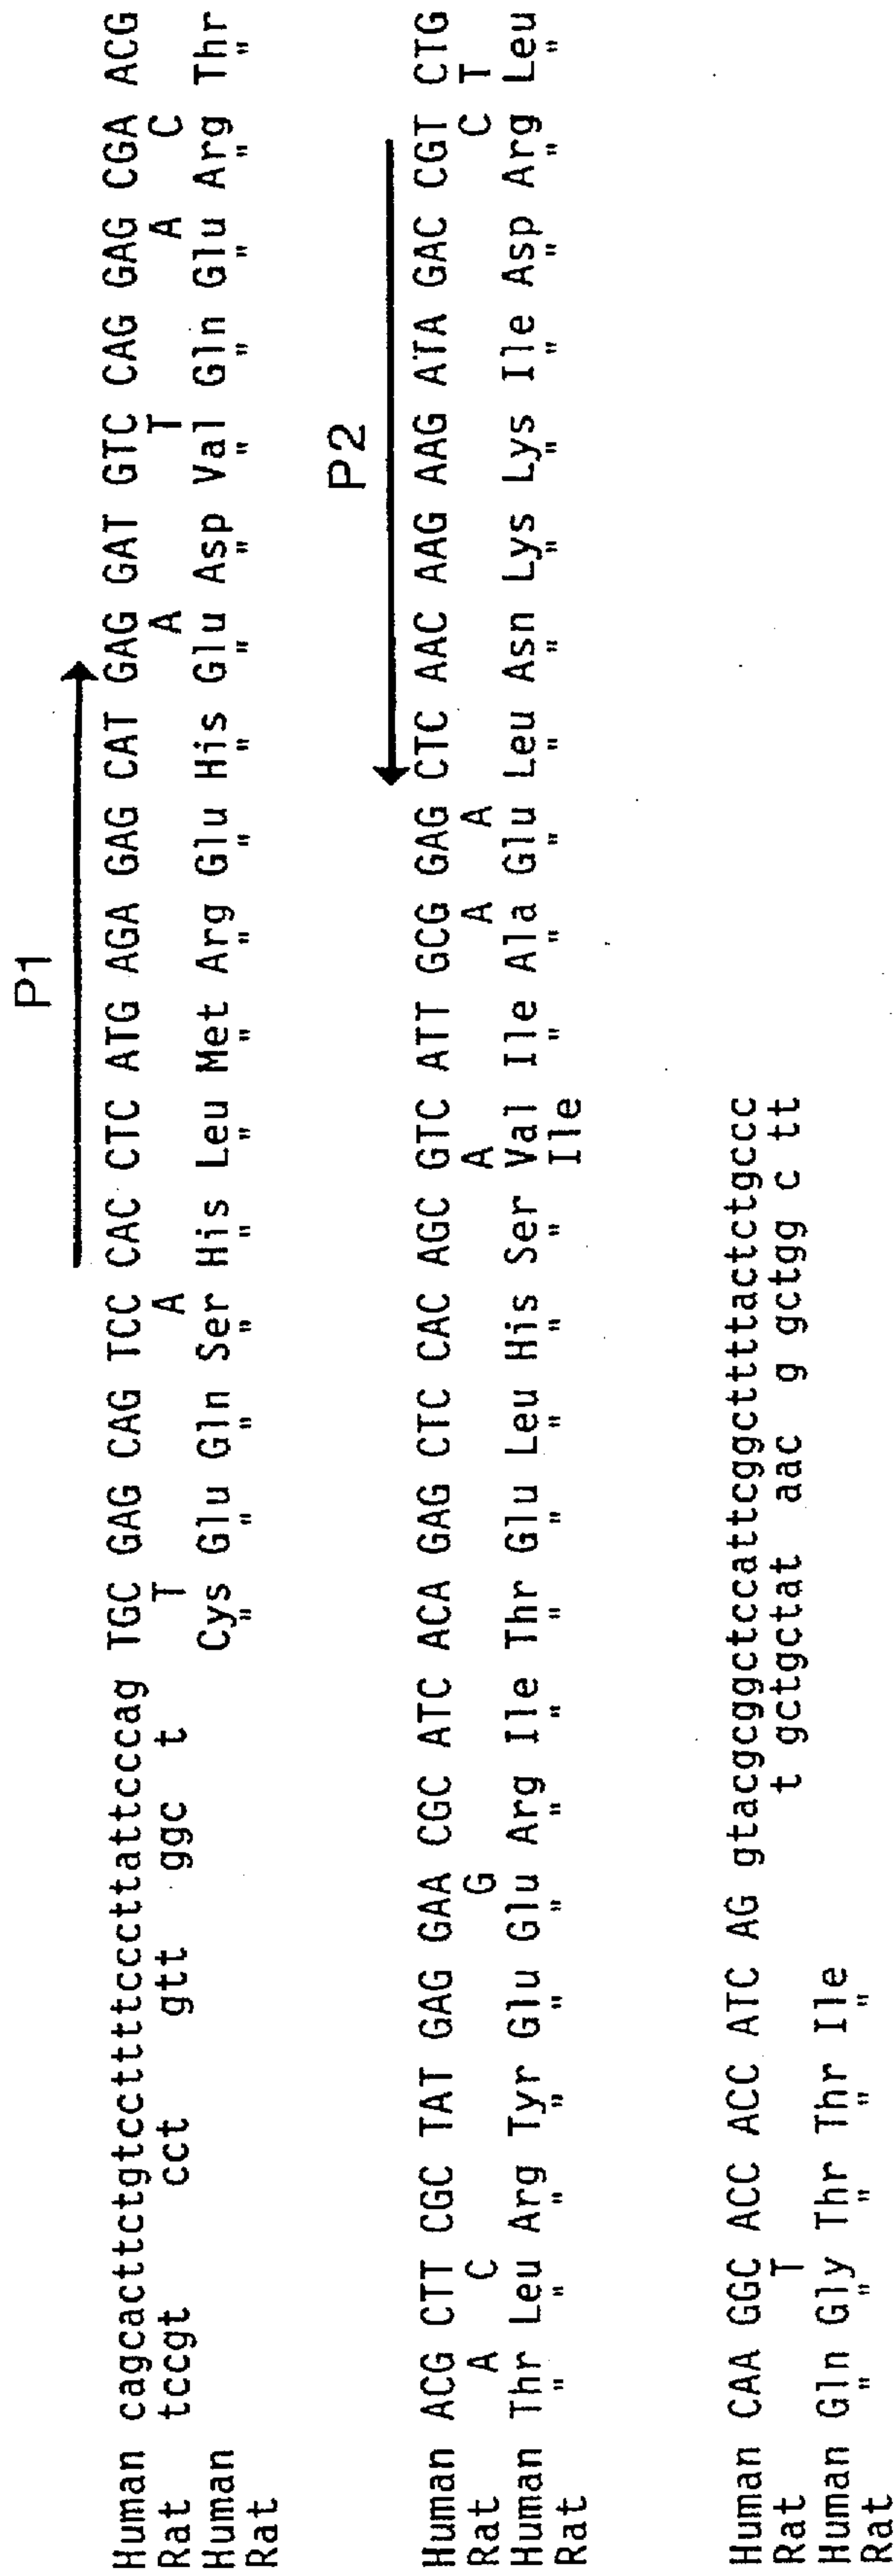 P1
Human cagcacttctgtccttttcccttattcccag TGC GAG CAG TCC CAC CTC ATG AGA GAG CAT GAG GAT GTC CAG GAG CGA ACG
Rat tccgt cct gtt ggc t T A A T A C
Human Cys Glu Gln Ser His Leu Met Arg Glu His Glu Asp Val Gln Glu Arg Thr
Rat " " " " " " " " " " " " " " " " "
P2
Human ACG CTT CGC TAT GAG GAA CGC ATC ACA GAG CTC CAC AGC GTC ATT GCG GAG CTC AAC AAG AAG ATA GAC CGT CTG
Rat A C G A A A C T
Human Thr Leu Arg Tyr Glu Glu Arg Ile Thr Glu Leu His Ser Val Ile Ala Glu Leu Asn Lys Lys Ile Asp Arg Leu
Rat " " " " " " " " " " " " " Ile " " " " " " " " " " "
Human CAA GGC ACC ACC ATC AG gtacgcggctccattcggcttttactctgccc
Rat T t gctgctat aac g gctgg c tt
Human Gln Gly Thr Thr Ile
Rat " " " " "